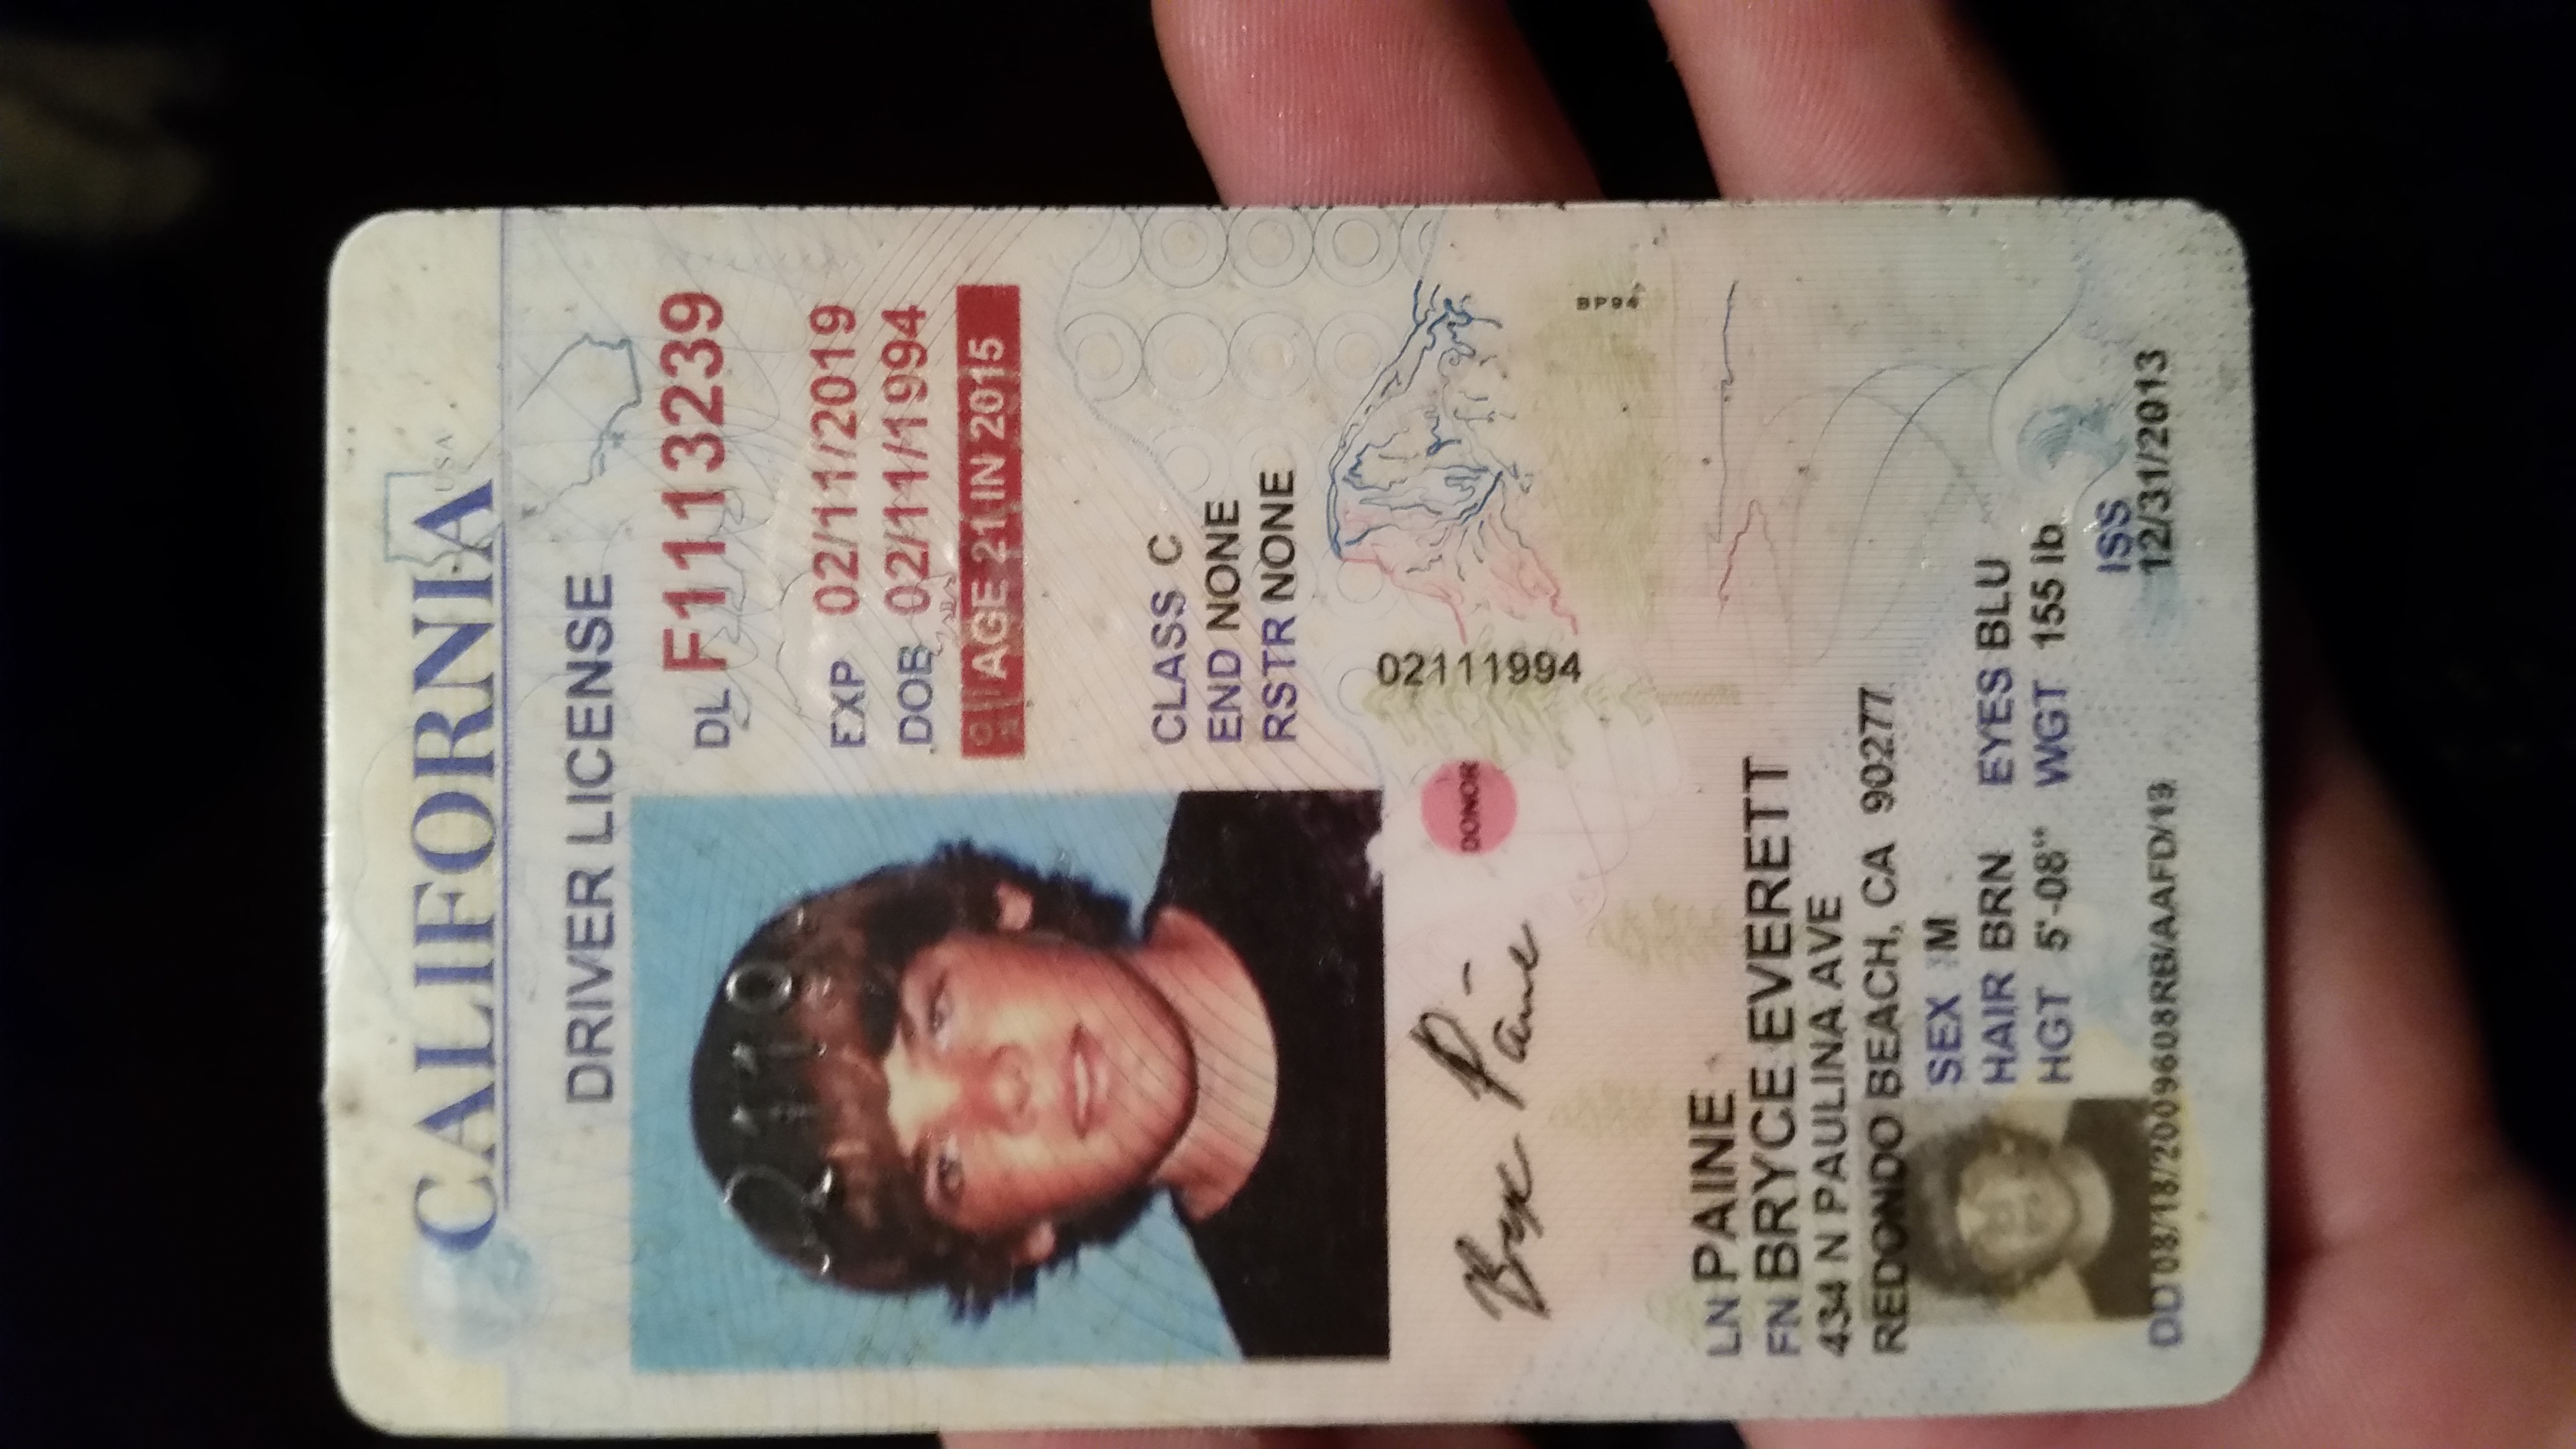 CALIFORNIA
USA
DRIVER LICENSE
DL F1113239
EXP 02/11/2019
DOB 02/11/1994
AGE 21 IN 2015
CLASS C
END NONE
RSTR NONE
DONOR
02111994
BP94
LN PAINE
FN BRYCE EVERETT
434 N PAULINA AVE
REDONDO BEACH, CA 90277
SEX M
HAIR BRN EYES BLU
HGT 5'-08" WGT 155 lb
ISS
DD 08/18/2009608RB/AAFD/13 12/31/2013